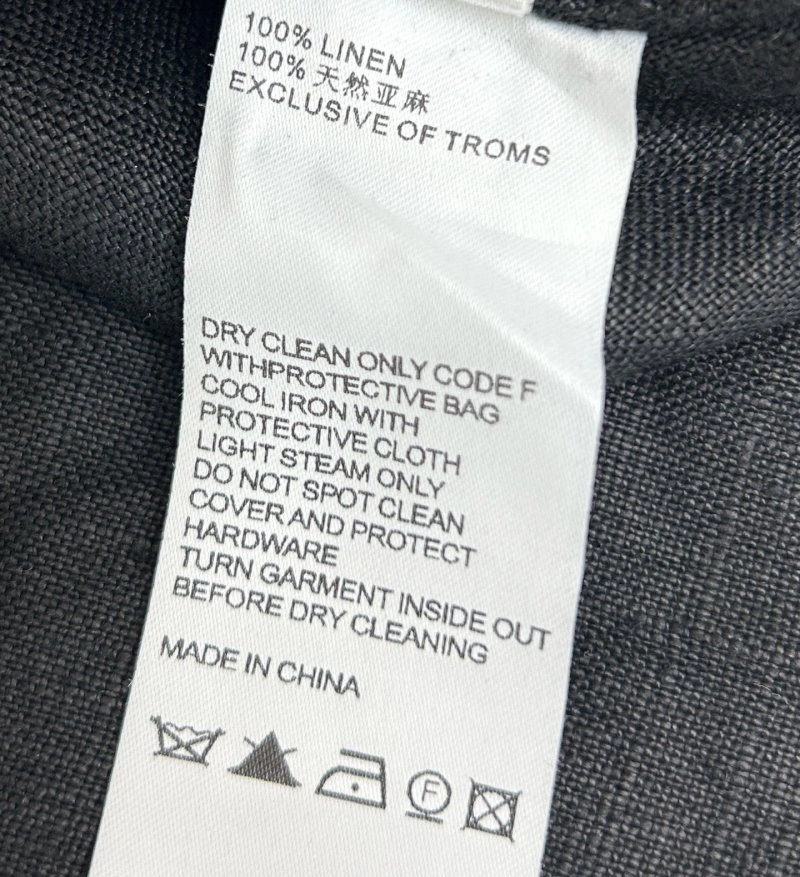 100% LINEN
100% 天然亚麻
EXCLUSIVE OF TROMS
DRY CLEAN ONLY CODE F
WITHPROTECTIVE BAG
COOL IRON WITH
PROTECTIVE CLOTH
LIGHT STEAM ONLY
DO NOT SPOT CLEAN
COVER AND PROTECT
HARDWARE
TURN GARMENT INSIDE OUT
BEFORE DRY CLEANING
MADE IN CHINA
F